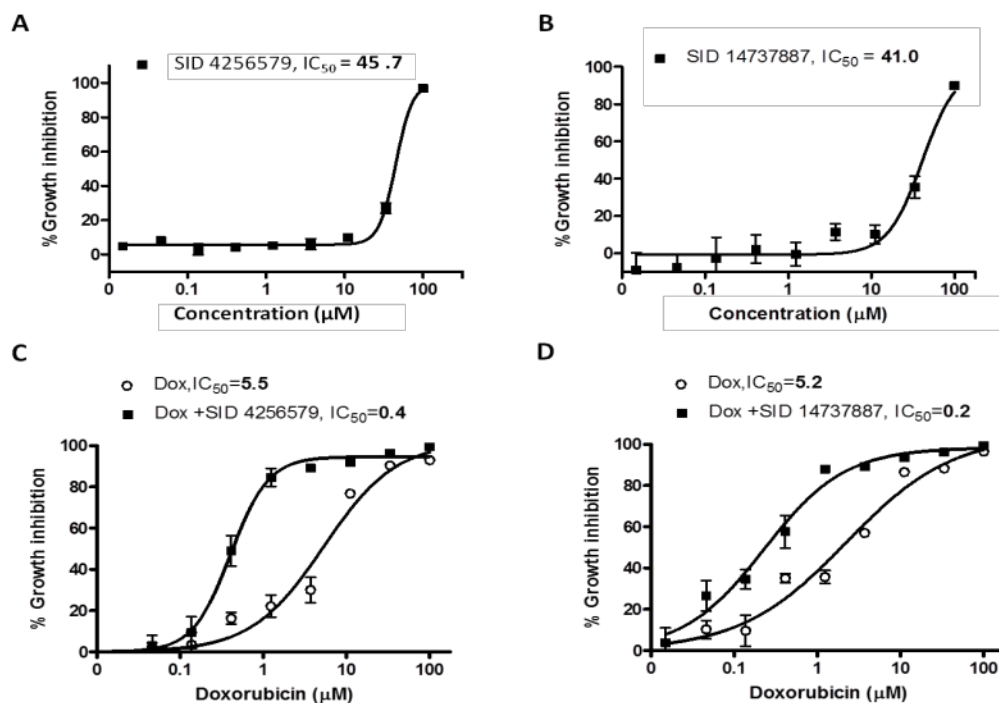 A
SID 4256579, IC50 = 45 .7
100
80
60
40
20
0
% Growth inhibition
0 0.1 1 10 100
Concentration (μM)
B
SID 14737887, IC50 = 41.0
100
80
60
40
20
0
% Growth inhibition
0 0.1 1 10 100
Concentration (μM)
C
Dox,IC50=5.5
Dox +SID 4256579, IC50=0.4
100
80
60
40
20
0
% Growth inhibition
0 0.1 1 10 100
Doxorubicin (μM)
D
Dox,IC50=5.2
Dox +SID 14737887, IC50=0.2
100
80
60
40
20
0
% Growth inhibition
0 0.1 1 10 100
Doxorubicin (μM)